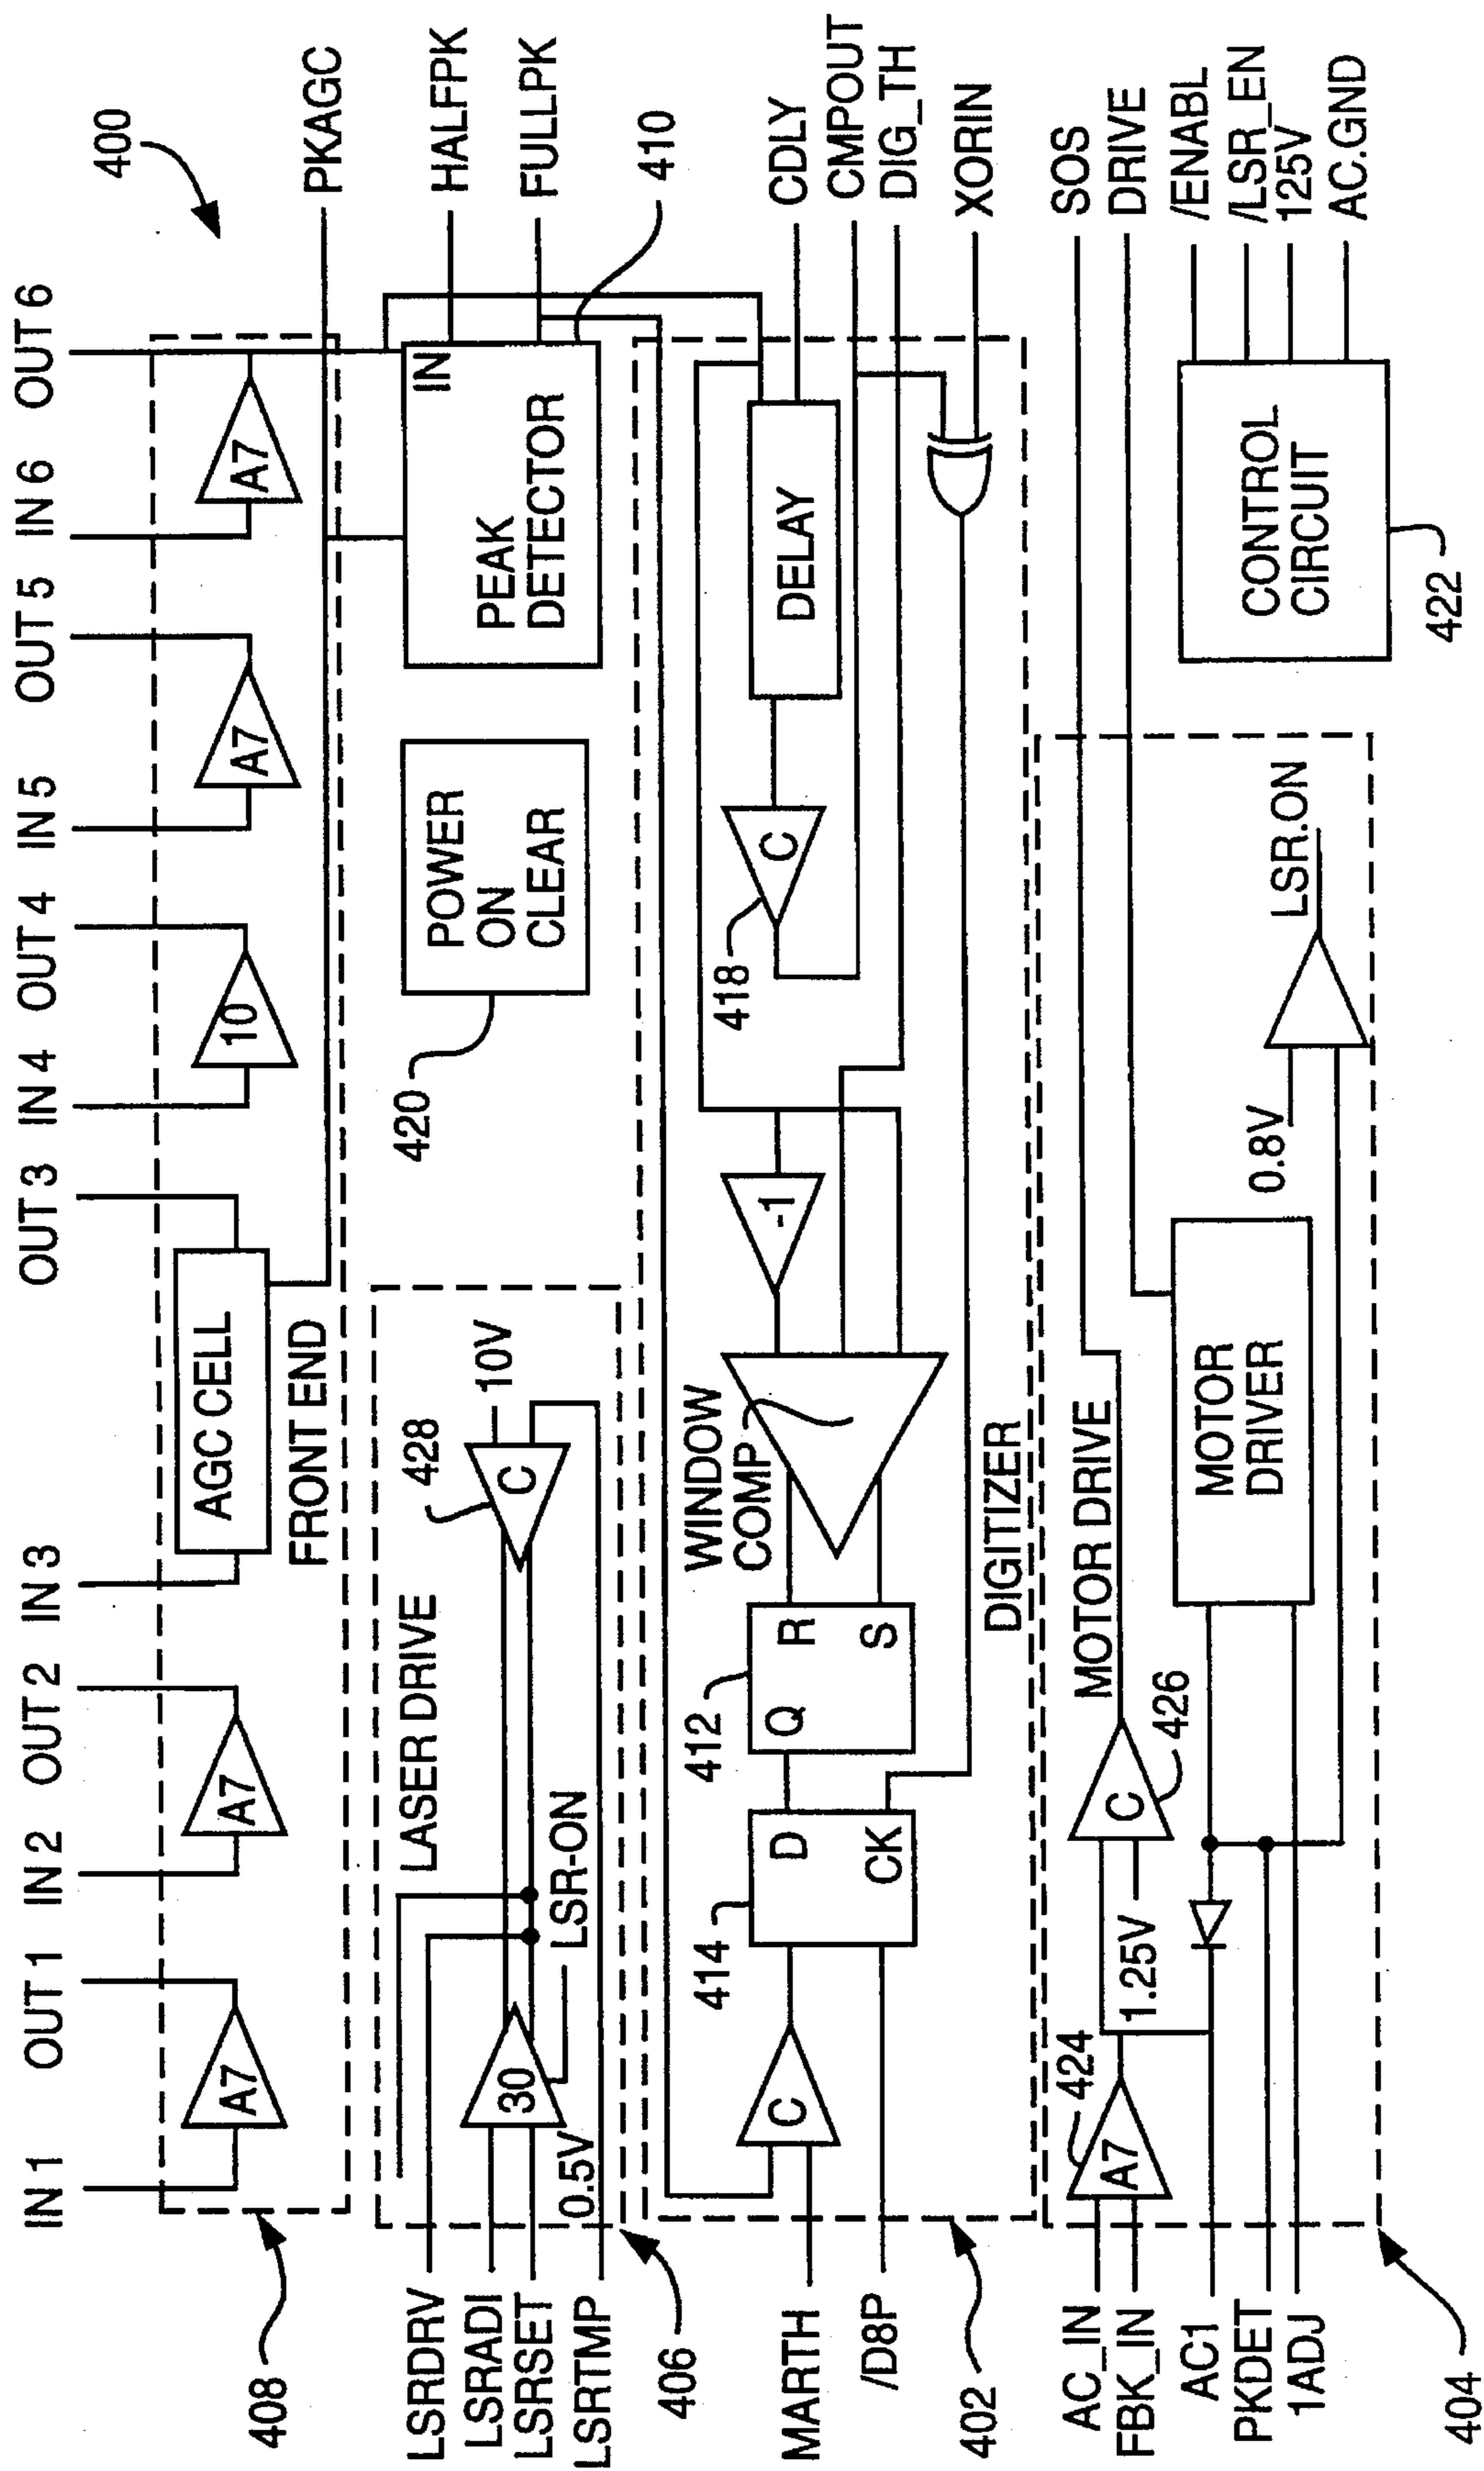 400
IN 1
OUT 1
IN 2
OUT 2
IN 3
OUT 3
IN 4
OUT 4
IN 5
OUT 5
IN 6
OUT 6
A7
A7
AGC CELL
10
A7
A7
FRONT END
408
PKAGC
HALFPK
FULLPK
410
IN
PEAK
DETECTOR
POWER
ON
CLEAR
420
LASER DRIVE
428
C
10V
30
LSR-ON
0.5V
LSRDRV
LSRADI
LSRSET
LSRTMP
406
CDLY
CMPOUT
DIG_TH
XORIN
DELAY
C
418
-1
WINDOW
COMP
412
Q
R
S
414
D
CK
C
DIGITIZER
MARTH
/D8P
402
SOS
DRIVE
MOTOR DRIVE
426
C
1.25V
424
A7
MOTOR
DRIVER
0.8V
LSR.ON
AC_IN
FBK_IN
AC1
PKDET
1ADJ
404
/ENABL
/LSR_EN
125V
AC.GND
CONTROL
CIRCUIT
422